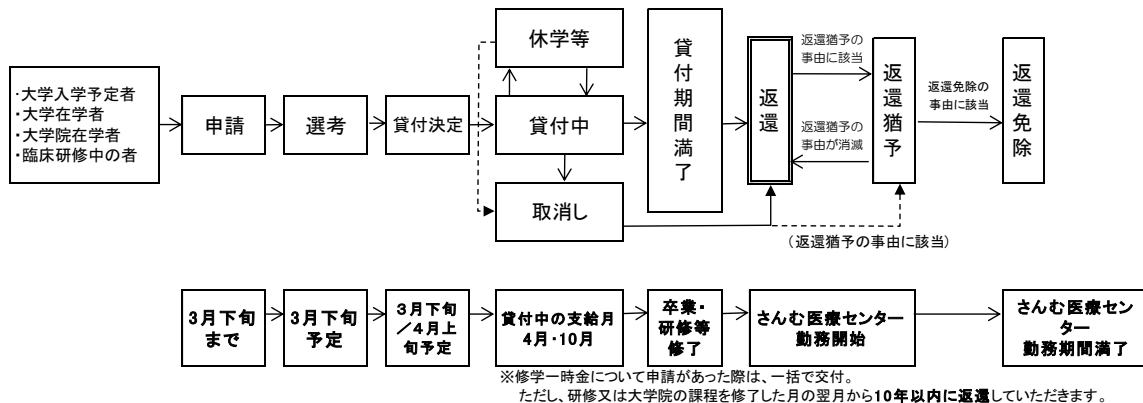 ・大学入学予定者
・大学在学者
・大学院在学者
・臨床研修中の者
申請
選考
貸付決定
休学等
貸付中
取消し
貸付期間満了
返還
返還猶予の
事由に該当
返還猶予の
事由が消滅
返還猶予
返還免除の
事由に該当
返還免除
(返還猶予の事由に該当)
3月下旬
まで
3月下旬
予定
3月下旬
/4月上
旬予定
貸付中の支給月
4月・10月
卒業・
研修等
修了
さんむ医療センター
勤務開始
さんむ医療セン
ター
勤務期間満了
※修学一時金について申請があった際は、一括で交付。
ただし、研修又は大学院の課程を修了した月の翌月から10年以内に返還していただきます。